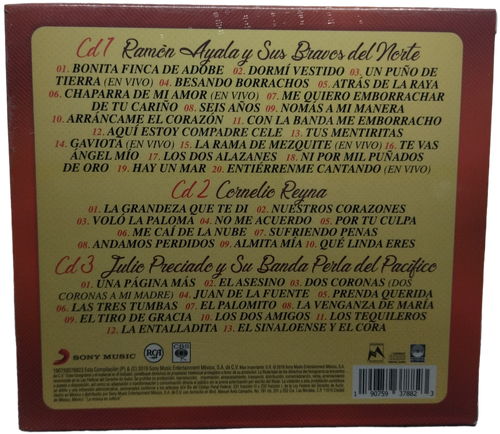 Cd 1 Ramón Ayala y Sus Bravos del Norte
01. BONITA FINCA DE ADOBE 02. DORMÍ VESTIDO 03. UN PUÑO DE
TIERRA (EN VIVO) 04. BESANDO BORRACHOS 05. ATRÁS DE LA RAYA
06. CHAPARRA DE MI AMOR (EN VIVO) 07. ME QUIERO EMBORRACHAR
DE TU CARIÑO 08. SEIS AÑOS 09. NOMÁS A MI MANERA
10. ARRÁNCAME EL CORAZÓN 11. CON LA BANDA ME EMBORRACHO
12. AQUÍ ESTOY COMPADRE CELE 13. TUS MENTIRITAS
14. GAVIOTA (EN VIVO) 15. LA RAMA DE MEZQUITE (EN VIVO) 16. TE VAS
ÁNGEL MÍO 17. LOS DOS ALAZANES 18. NI POR MIL PUÑADOS
DE ORO 19. HAY UN MAR 20. ENTIÉRRENME CANTANDO (EN VIVO)
Cd 2 Cornelio Reyna
01. LA GRANDEZA QUE TE DI 02. NUESTROS CORAZONES
03. VOLÓ LA PALOMA 04. NO ME ACUERDO 05. POR TU CULPA
06. ME CAÍ DE LA NUBE 07. SUFRIENDO PENAS
08. ANDAMOS PERDIDOS 09. ALMITA MÍA 10. QUÉ LINDA ERES
Cd 3 Julio Preciado y Su Banda Perla del Pacífico
01. UNA PÁGINA MÁS 02. EL ASESINO 03. DOS CORONAS (DOS
CORONAS A MI MADRE) 04. JUAN DE LA FUENTE 05. PRENDA QUERIDA
06. LAS TRES TUMBAS 07. EL PALOMITO 08. LA VENGANZA DE MARÍA
09. EL TIRO DE GRACIA 10. LOS DOS AMIGOS 11. LOS TEQUILEROS
12. LA ENTALLADITA 13. EL SINALOENSE Y EL CORA
SONY MUSIC
RCA
CBS
1 90759 37882 3